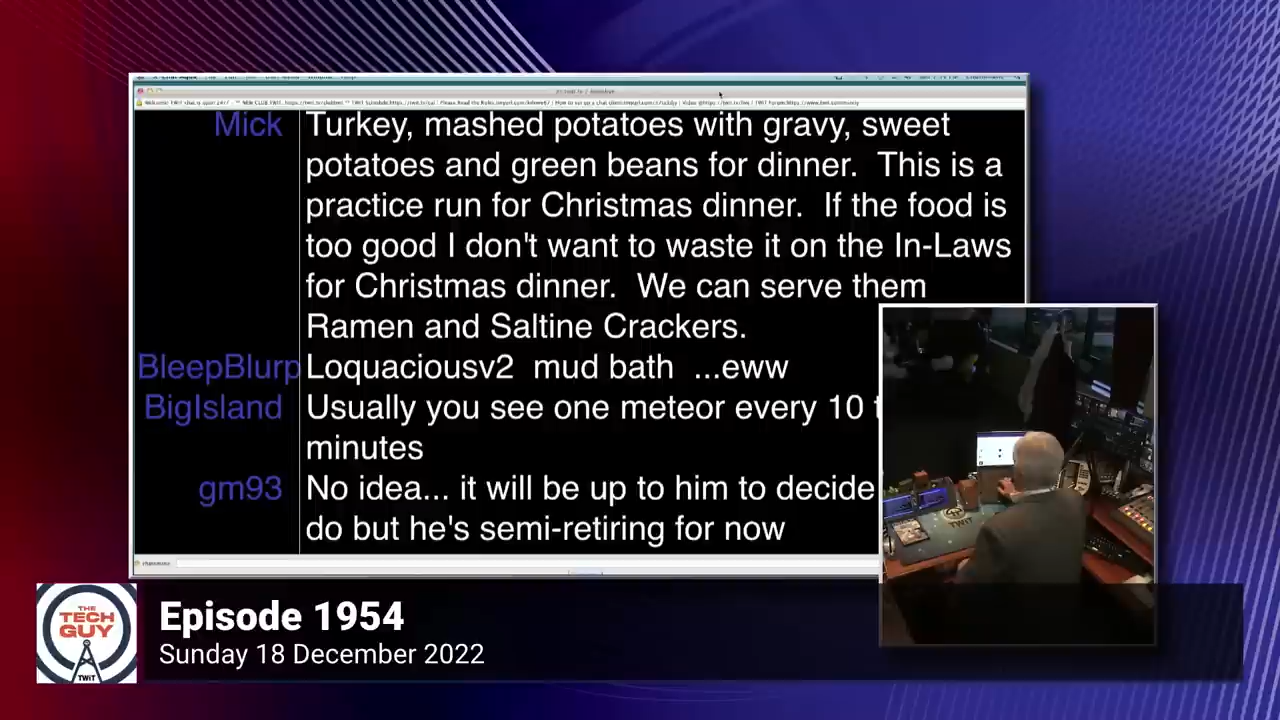 Mick Turkey, mashed potatoes with gravy, sweet
potatoes and green beans for dinner. This is a
practice run for Christmas dinner. If the food is
too good I don't want to waste it on the In-Laws
for Christmas dinner. We can serve them
Ramen and Saltine Crackers.
BleepBlurp Loquaciousv2 mud bath ...eww
BigIsland Usually you see one meteor every 10
minutes
gm93 No idea... it will be up to him to decide
do but he's semi-retiring for now
THE
TECH
GUY
TWiT
Episode 1954
Sunday 18 December 2022
TWiT